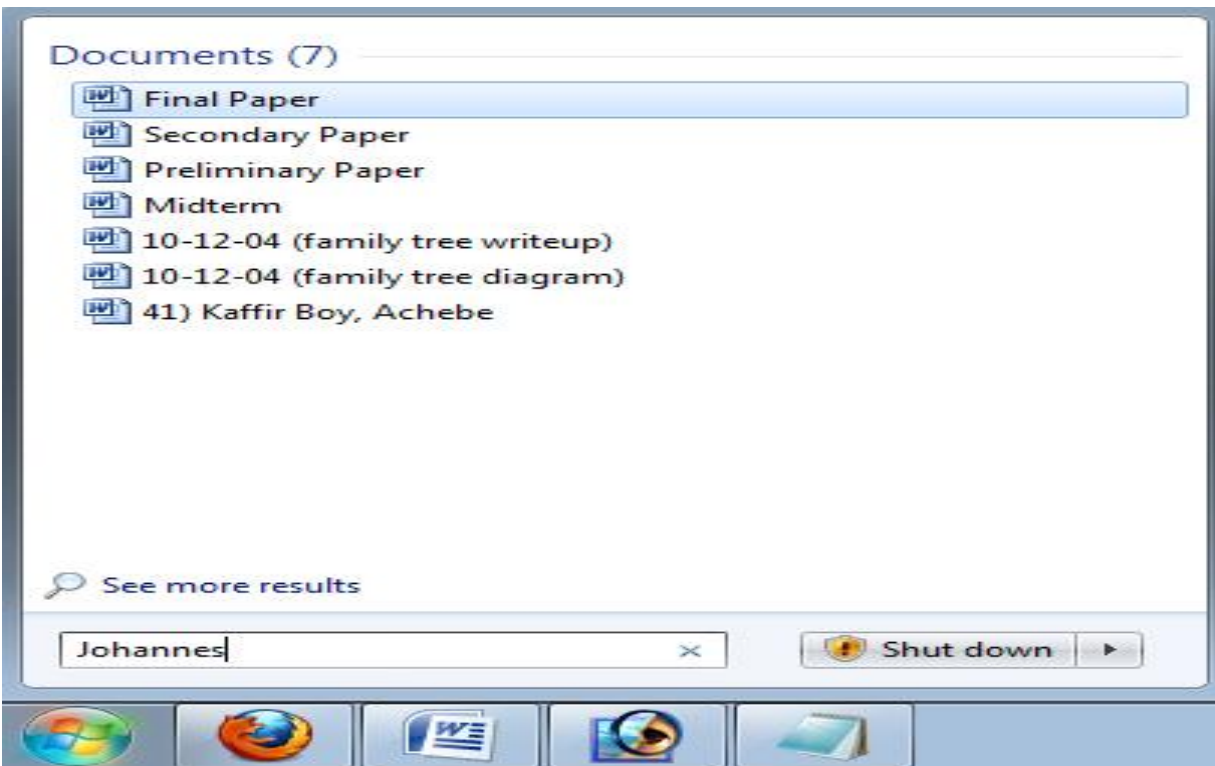 Documents (7)
Final Paper
Secondary Paper
Preliminary Paper
Midterm
10-12-04 (family tree writeup)
10-12-04 (family tree diagram)
41) Kaffir Boy, Achebe
See more results
Johannes
Shut down